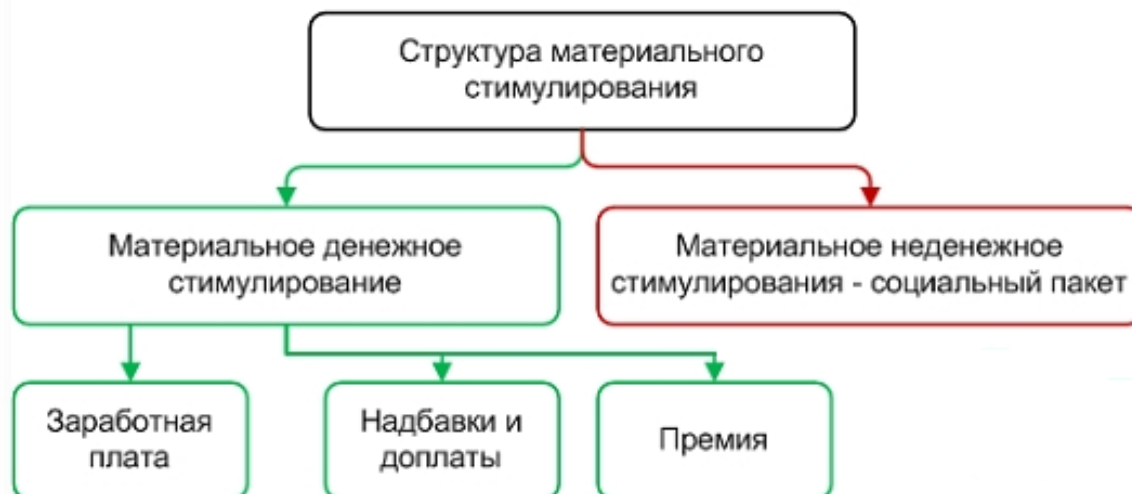 Структура материального
стимулирования
Материальное денежное
стимулирование
Материальное неденежное
стимулирования - социальный пакет
Заработная
плата
Надбавки и
доплаты
Премия